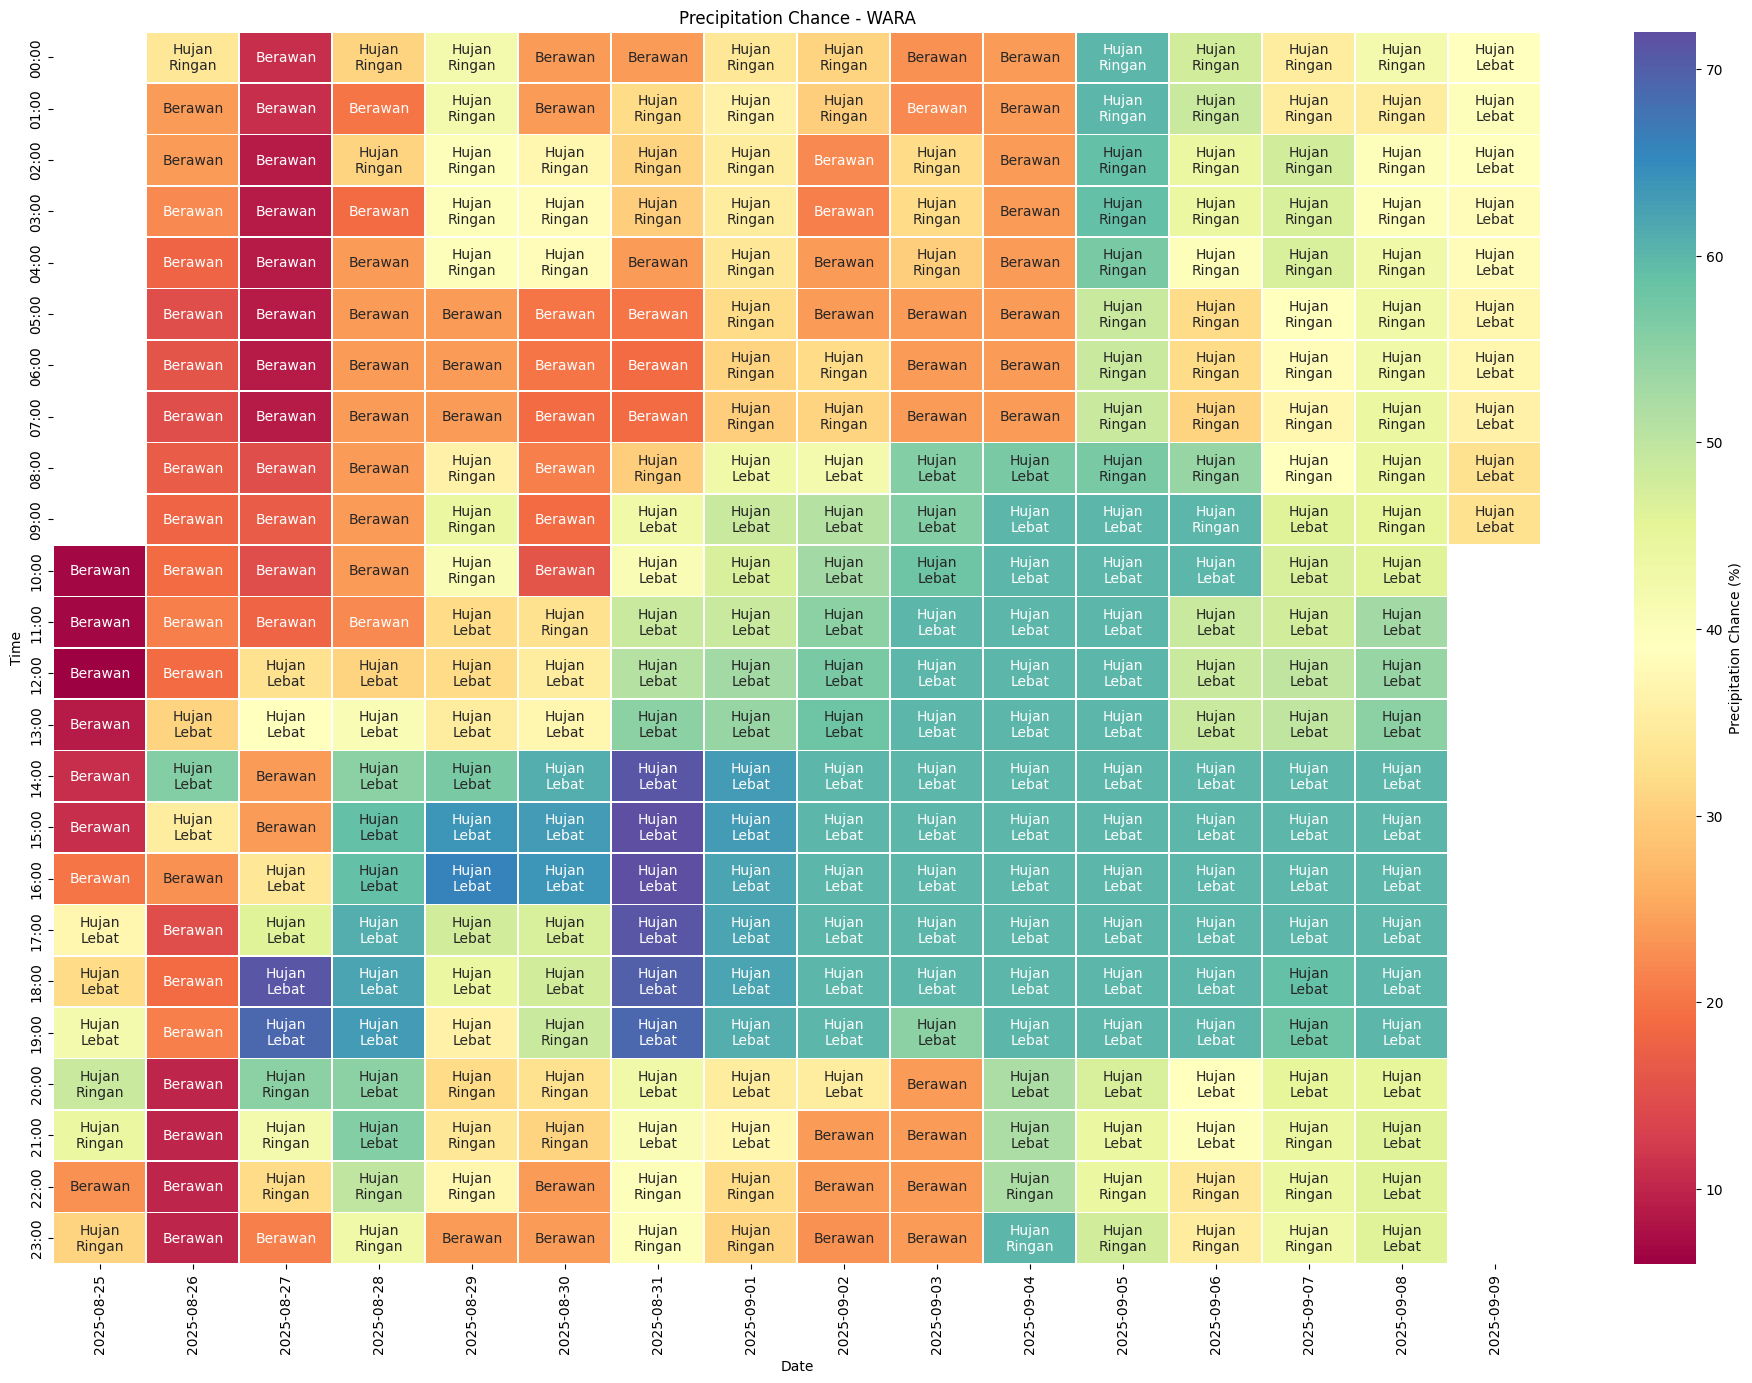 Precipitation Chance - WARA
00:00 Hujan Ringan Berawan Hujan Ringan Hujan Ringan Berawan Berawan Hujan Ringan Hujan Ringan Berawan Berawan Hujan Ringan Hujan Ringan Hujan Ringan Hujan Ringan Hujan Lebat
01:00 Berawan Berawan Berawan Hujan Ringan Berawan Hujan Ringan Hujan Ringan Hujan Ringan Berawan Berawan Hujan Ringan Hujan Ringan Hujan Ringan Hujan Ringan Hujan Lebat
02:00 Berawan Berawan Hujan Ringan Hujan Ringan Hujan Ringan Hujan Ringan Hujan Ringan Berawan Hujan Ringan Berawan Hujan Ringan Hujan Ringan Hujan Ringan Hujan Ringan Hujan Lebat
03:00 Berawan Berawan Berawan Hujan Ringan Hujan Ringan Hujan Ringan Hujan Ringan Berawan Hujan Ringan Berawan Hujan Ringan Hujan Ringan Hujan Ringan Hujan Ringan Hujan Lebat
04:00 Berawan Berawan Berawan Hujan Ringan Hujan Ringan Berawan Hujan Ringan Berawan Hujan Ringan Berawan Hujan Ringan Hujan Ringan Hujan Ringan Hujan Ringan Hujan Lebat
05:00 Berawan Berawan Berawan Berawan Berawan Berawan Hujan Ringan Berawan Berawan Berawan Hujan Ringan Hujan Ringan Hujan Ringan Hujan Ringan Hujan Lebat
06:00 Berawan Berawan Berawan Berawan Berawan Berawan Hujan Ringan Hujan Ringan Berawan Berawan Hujan Ringan Hujan Ringan Hujan Ringan Hujan Ringan Hujan Lebat
07:00 Berawan Berawan Berawan Berawan Berawan Berawan Hujan Ringan Hujan Ringan Berawan Berawan Hujan Ringan Hujan Ringan Hujan Ringan Hujan Ringan Hujan Lebat
08:00 Berawan Berawan Berawan Hujan Ringan Berawan Hujan Ringan Hujan Lebat Hujan Lebat Hujan Lebat Hujan Lebat Hujan Ringan Hujan Ringan Hujan Ringan Hujan Ringan Hujan Lebat
09:00 Berawan Berawan Berawan Hujan Ringan Berawan Hujan Lebat Hujan Lebat Hujan Lebat Hujan Lebat Hujan Lebat Hujan Lebat Hujan Ringan Hujan Lebat Hujan Ringan Hujan Lebat
10:00 Berawan Berawan Berawan Berawan Hujan Ringan Berawan Hujan Lebat Hujan Lebat Hujan Lebat Hujan Lebat Hujan Lebat Hujan Lebat Hujan Lebat Hujan Lebat Hujan Lebat
11:00 Berawan Berawan Berawan Berawan Hujan Lebat Hujan Ringan Hujan Lebat Hujan Lebat Hujan Lebat Hujan Lebat Hujan Lebat Hujan Lebat Hujan Lebat Hujan Lebat Hujan Lebat
12:00 Berawan Berawan Hujan Lebat Hujan Lebat Hujan Lebat Hujan Lebat Hujan Lebat Hujan Lebat Hujan Lebat Hujan Lebat Hujan Lebat Hujan Lebat Hujan Lebat Hujan Lebat Hujan Lebat
13:00 Berawan Hujan Lebat Hujan Lebat Hujan Lebat Hujan Lebat Hujan Lebat Hujan Lebat Hujan Lebat Hujan Lebat Hujan Lebat Hujan Lebat Hujan Lebat Hujan Lebat Hujan Lebat Hujan Lebat
14:00 Berawan Hujan Lebat Berawan Hujan Lebat Hujan Lebat Hujan Lebat Hujan Lebat Hujan Lebat Hujan Lebat Hujan Lebat Hujan Lebat Hujan Lebat Hujan Lebat Hujan Lebat Hujan Lebat
15:00 Berawan Hujan Lebat Berawan Hujan Lebat Hujan Lebat Hujan Lebat Hujan Lebat Hujan Lebat Hujan Lebat Hujan Lebat Hujan Lebat Hujan Lebat Hujan Lebat Hujan Lebat Hujan Lebat
16:00 Berawan Berawan Hujan Lebat Hujan Lebat Hujan Lebat Hujan Lebat Hujan Lebat Hujan Lebat Hujan Lebat Hujan Lebat Hujan Lebat Hujan Lebat Hujan Lebat Hujan Lebat Hujan Lebat
17:00 Hujan Lebat Berawan Hujan Lebat Hujan Lebat Hujan Lebat Hujan Lebat Hujan Lebat Hujan Lebat Hujan Lebat Hujan Lebat Hujan Lebat Hujan Lebat Hujan Lebat Hujan Lebat Hujan Lebat
18:00 Hujan Lebat Berawan Hujan Lebat Hujan Lebat Hujan Lebat Hujan Lebat Hujan Lebat Hujan Lebat Hujan Lebat Hujan Lebat Hujan Lebat Hujan Lebat Hujan Lebat Hujan Lebat Hujan Lebat
19:00 Hujan Lebat Berawan Hujan Lebat Hujan Lebat Hujan Lebat Hujan Ringan Hujan Lebat Hujan Lebat Hujan Lebat Hujan Lebat Hujan Lebat Hujan Lebat Hujan Lebat Hujan Lebat Hujan Lebat
20:00 Hujan Ringan Berawan Hujan Ringan Hujan Lebat Hujan Ringan Hujan Ringan Hujan Lebat Hujan Lebat Hujan Lebat Berawan Hujan Lebat Hujan Lebat Hujan Lebat Hujan Lebat Hujan Lebat
21:00 Hujan Ringan Berawan Hujan Ringan Hujan Lebat Hujan Ringan Hujan Ringan Hujan Lebat Hujan Lebat Berawan Berawan Hujan Lebat Hujan Lebat Hujan Lebat Hujan Ringan Hujan Lebat
22:00 Berawan Berawan Hujan Ringan Hujan Ringan Hujan Ringan Berawan Hujan Ringan Hujan Ringan Berawan Berawan Hujan Ringan Hujan Ringan Hujan Ringan Hujan Ringan Hujan Lebat
23:00 Hujan Ringan Berawan Berawan Hujan Ringan Berawan Berawan Hujan Ringan Hujan Ringan Berawan Berawan Hujan Ringan Hujan Ringan Hujan Ringan Hujan Ringan Hujan Lebat
Time
2025-08-25 2025-08-26 2025-08-27 2025-08-28 2025-08-29 2025-08-30 2025-08-31 2025-09-01 2025-09-02 2025-09-03 2025-09-04 2025-09-05 2025-09-06 2025-09-07 2025-09-08 2025-09-09
Date
70
60
50
40
30
20
10
Precipitation Chance (%)